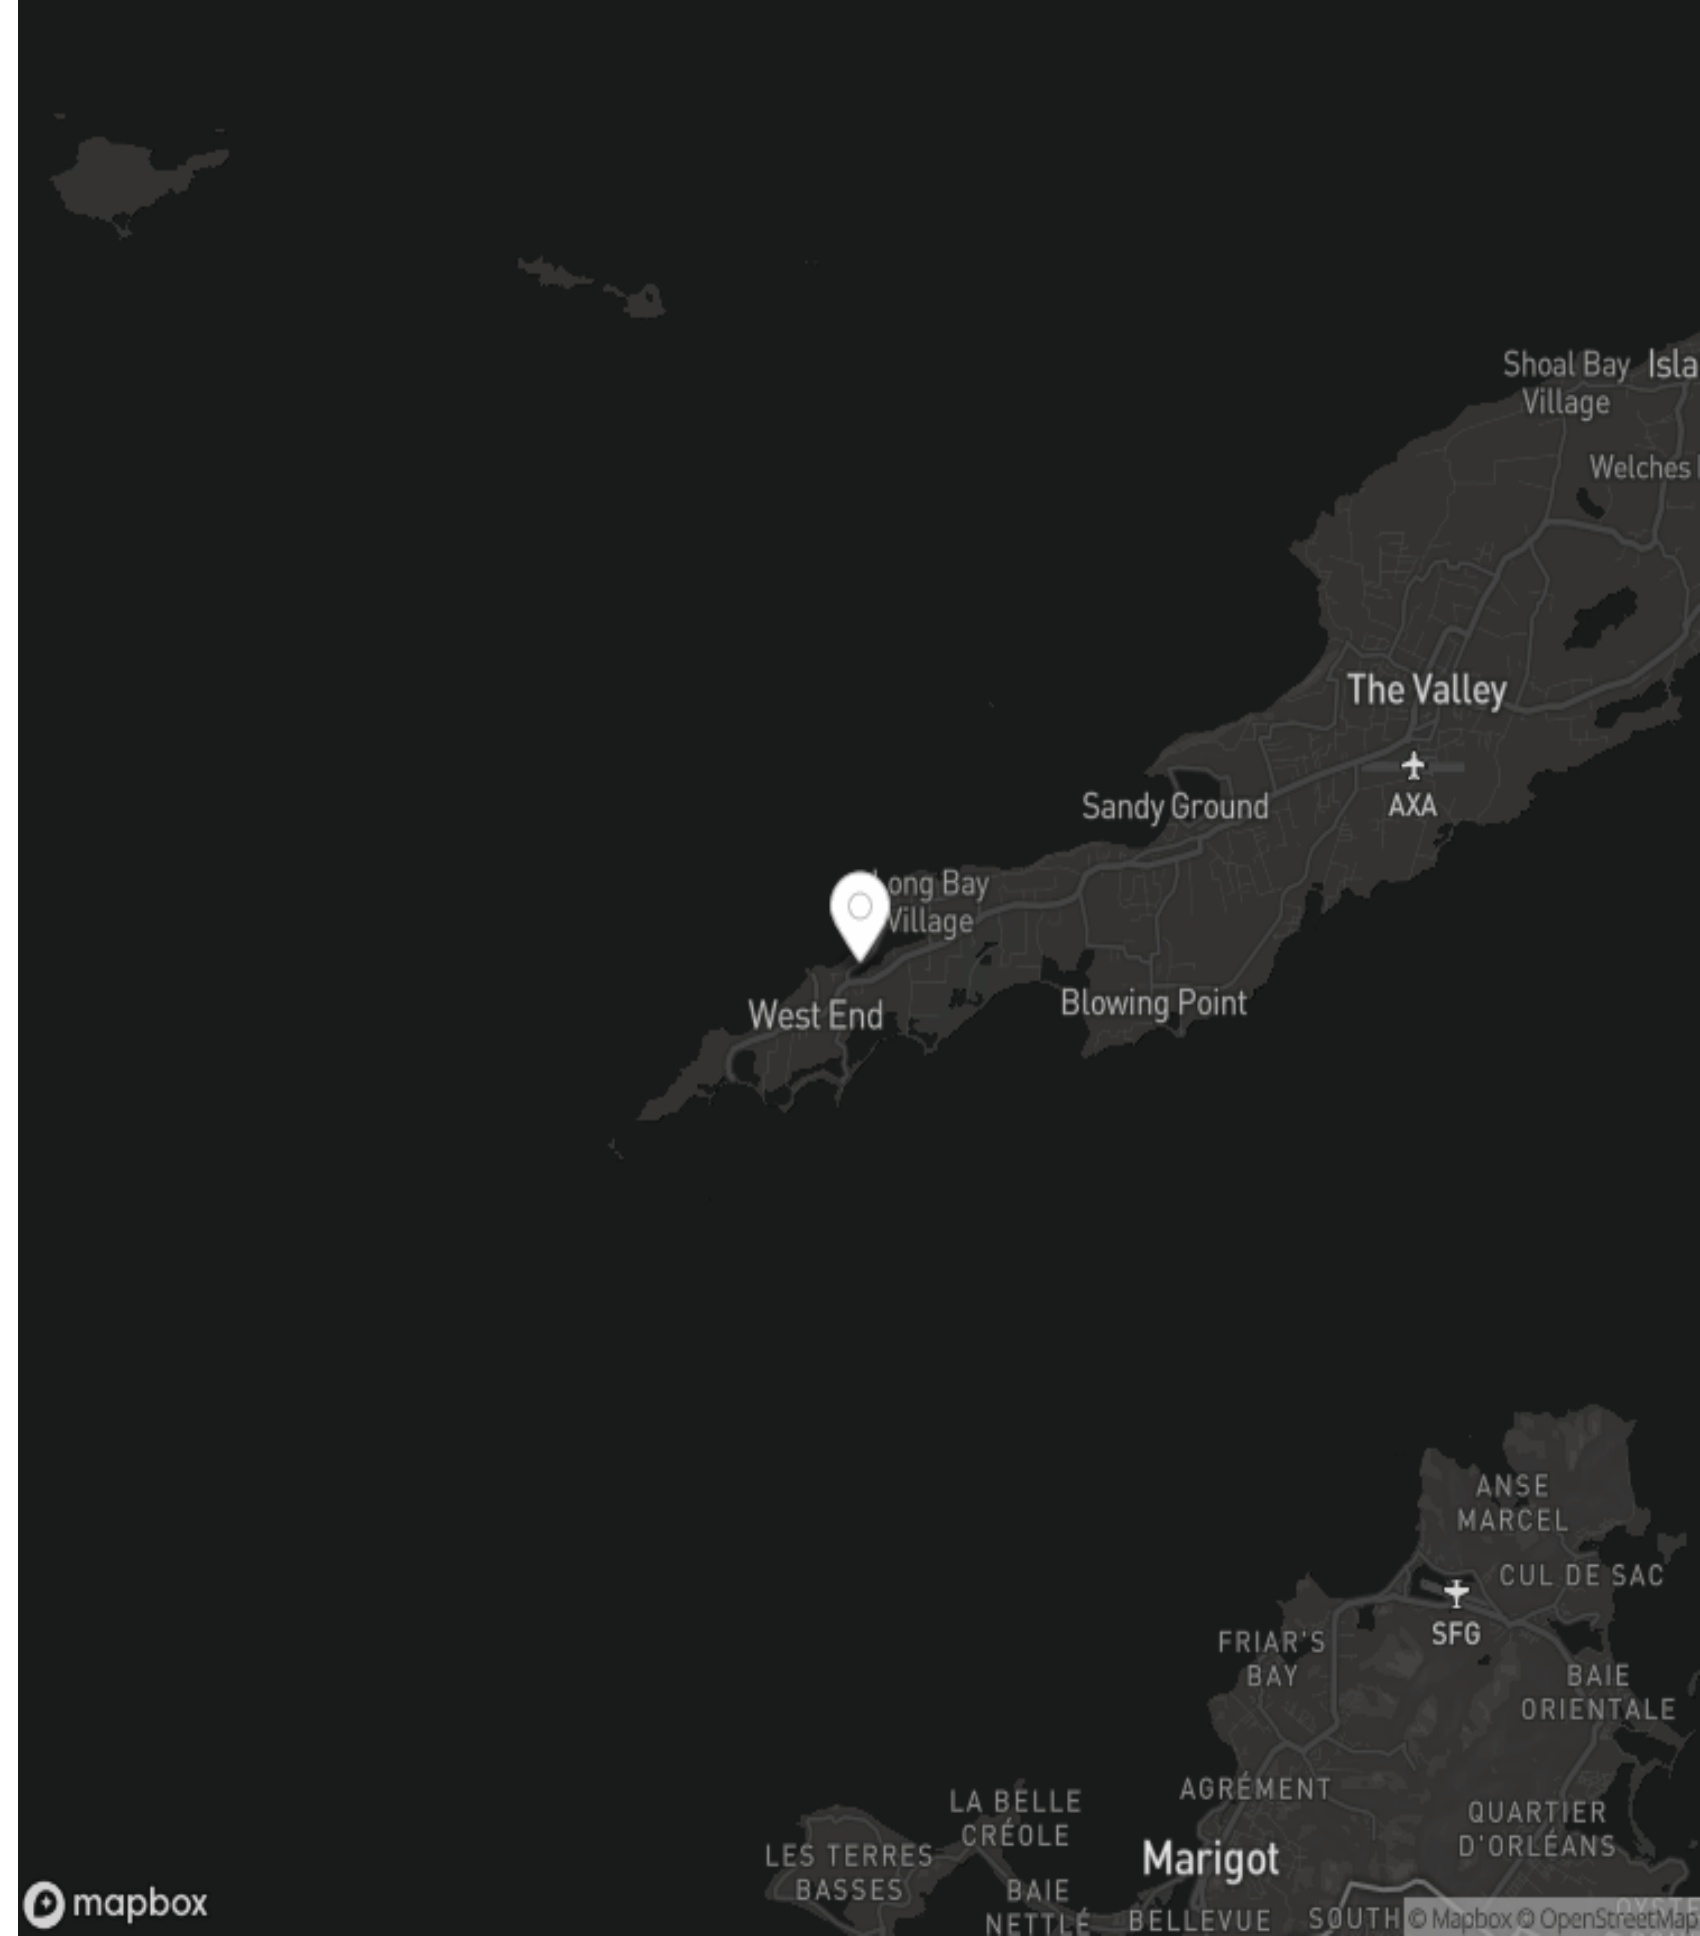 Shoal Bay
Village
Isla
Welches
The Valley
AXA
Sandy Ground
Long Bay
Village
West End
Blowing Point
ANSE
MARCEL
CUL DE SAC
SFG
FRIAR'S
BAY
BAIE
ORIENTALE
AGRÉMENT
LA BELLE
CRÉOLE
QUARTIER
D'ORLÉANS
LES TERRES
BASSES
Marigot
BAIE
NETTLÉ
BELLEVUE
SOUTH
mapbox
© Mapbox © OpenStreetMap